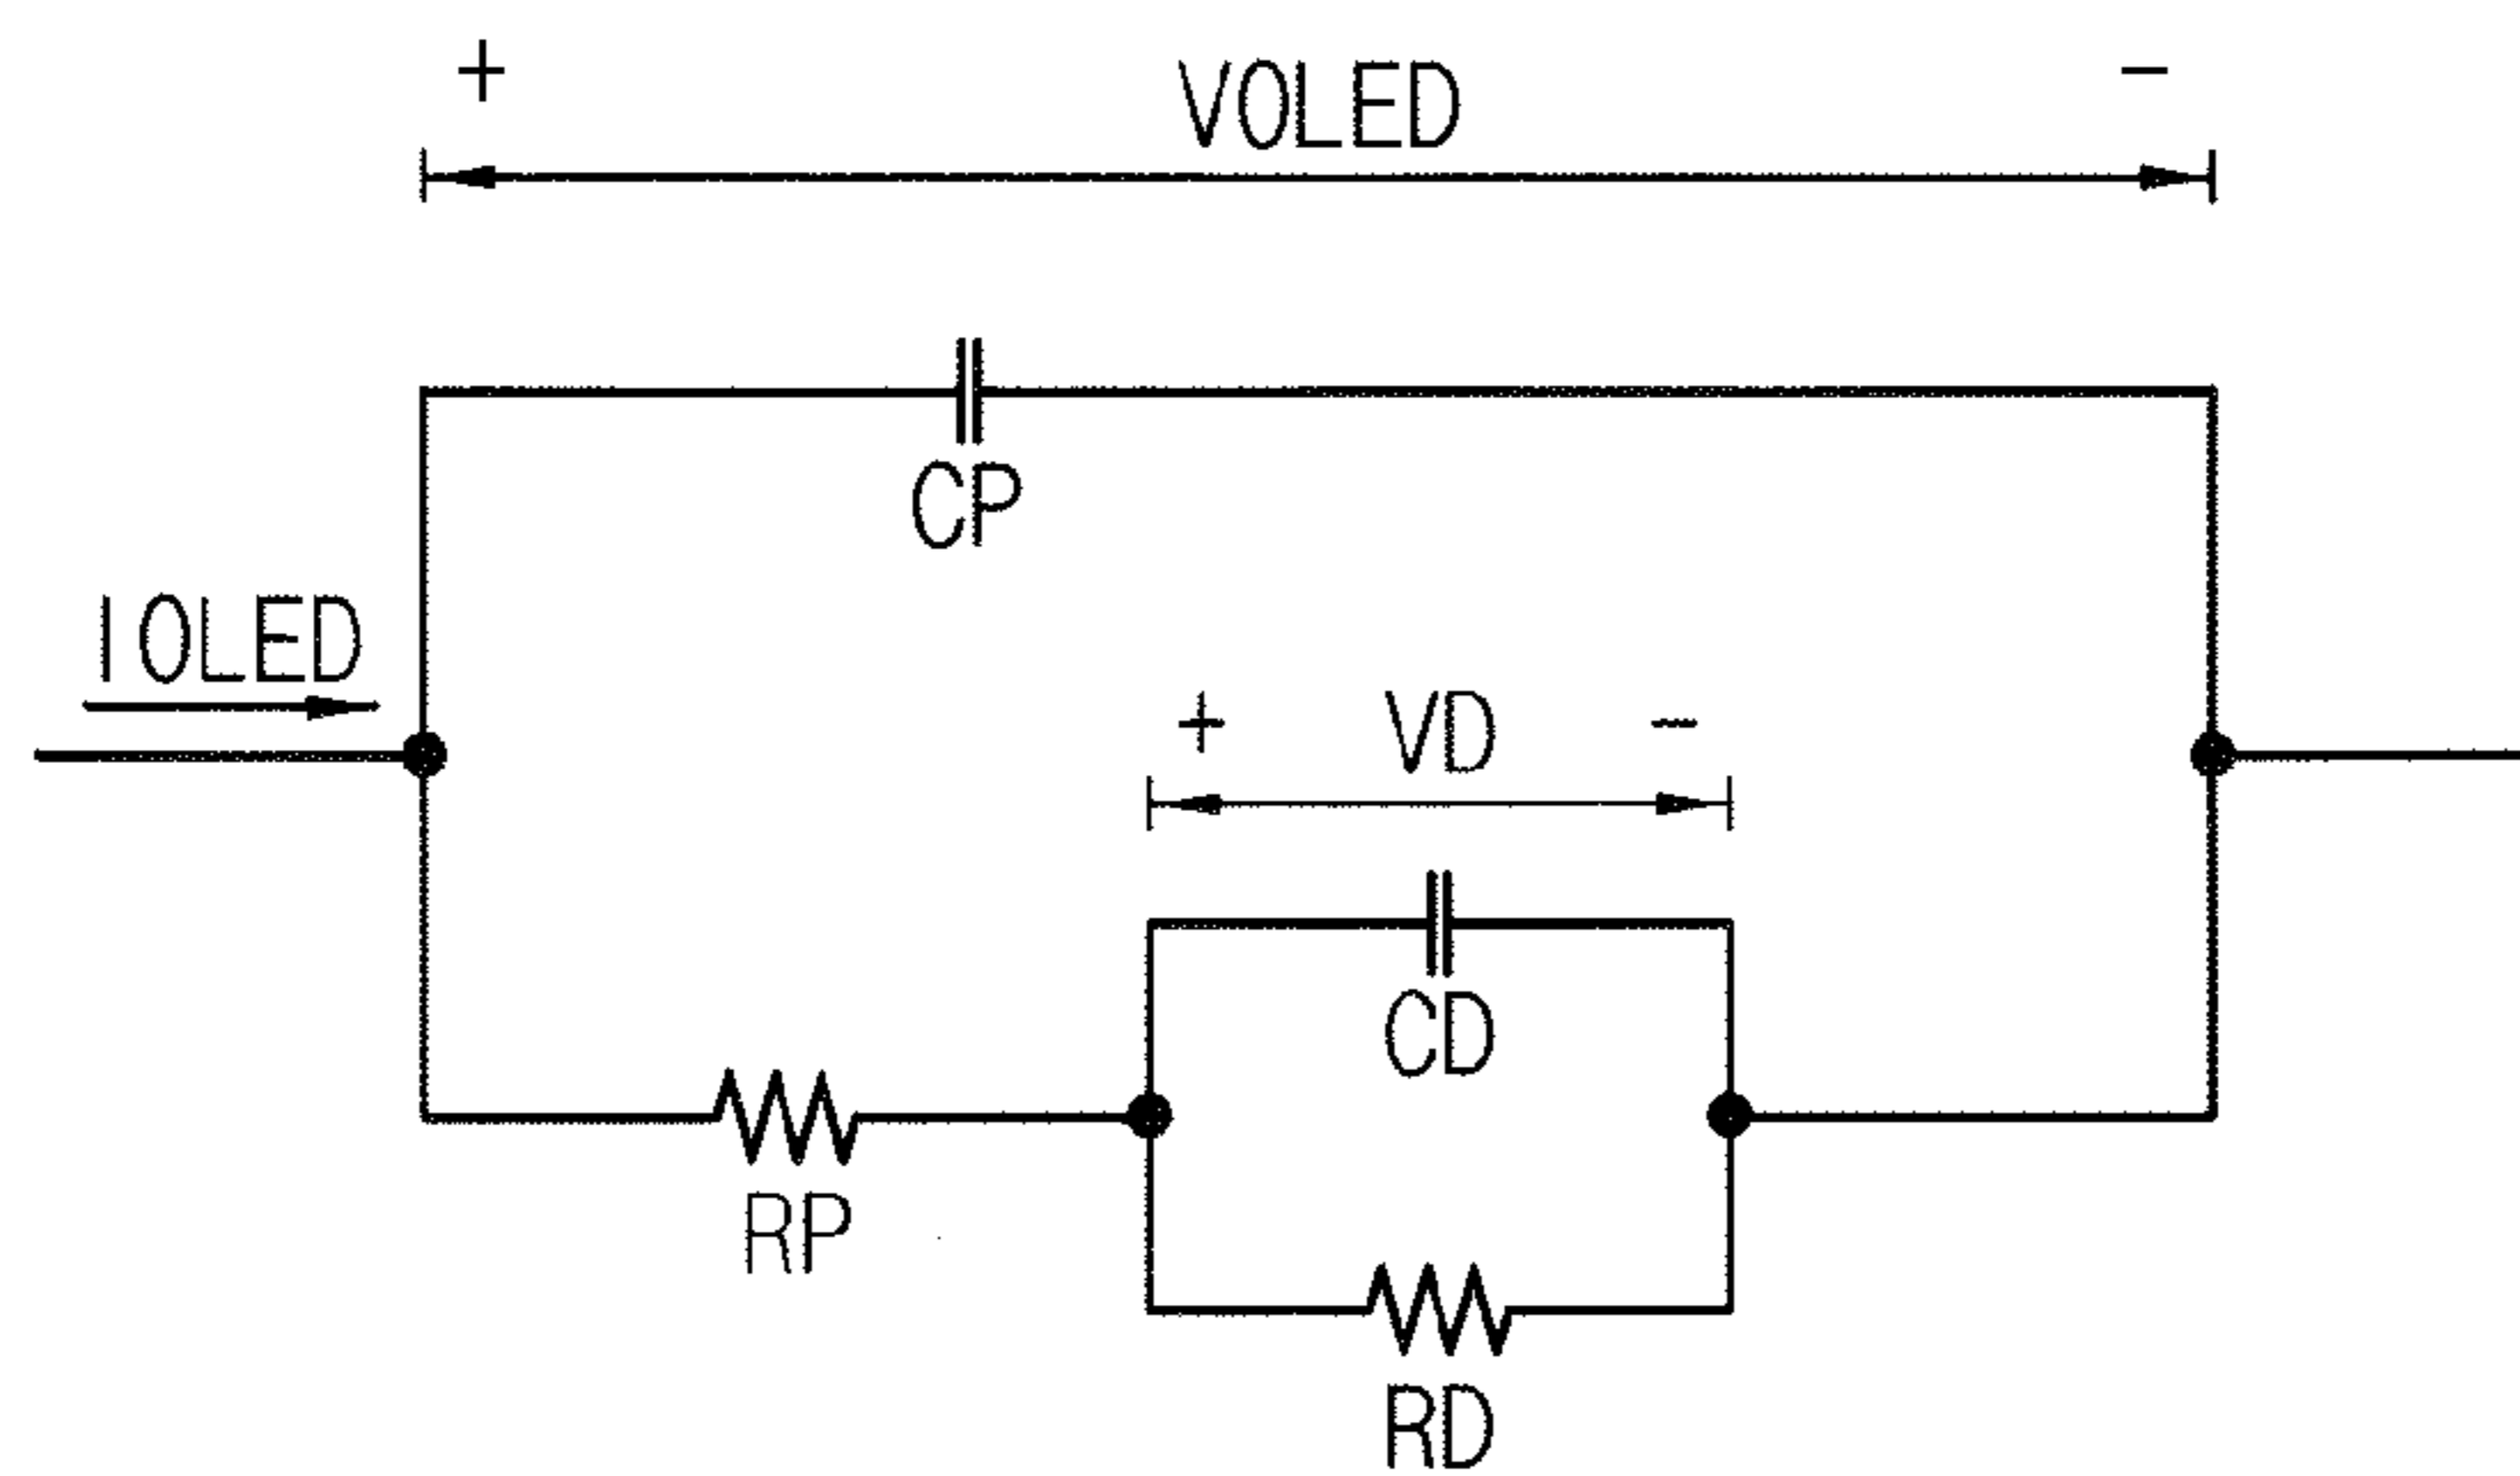 + VOLED -
CP
IOLED
+ VD -
CD
RP
RD